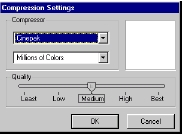 Compression Settings
Compressor
Cinepak
Millions of Colors
Quality
Least Low Medium High Best
OK Cancel